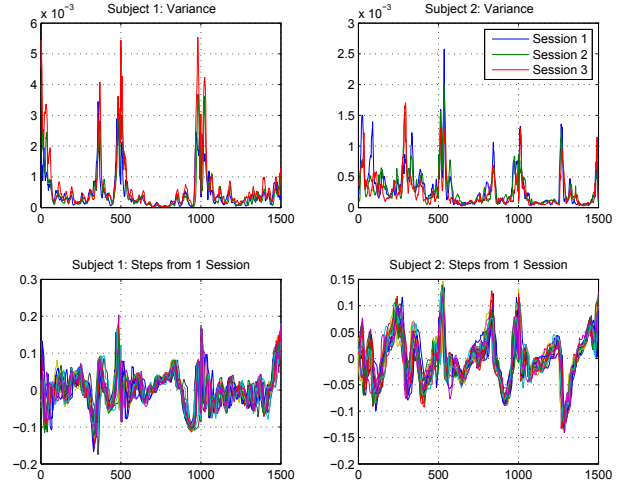 Subject 1: Variance
Subject 2: Variance
x 10⁻³
6
5
4
3
2
1
0
0 500 1000 1500
x 10⁻³
3
2.5
2
1.5
1
0.5
0
0 500 1000 1500
Session 1
Session 2
Session 3
Subject 1: Steps from 1 Session
Subject 2: Steps from 1 Session
0.3
0.2
0.1
0
−0.1
−0.2
0 500 1000 1500
0.15
0.1
0.05
0
−0.05
−0.1
−0.15
−0.2
0 500 1000 1500